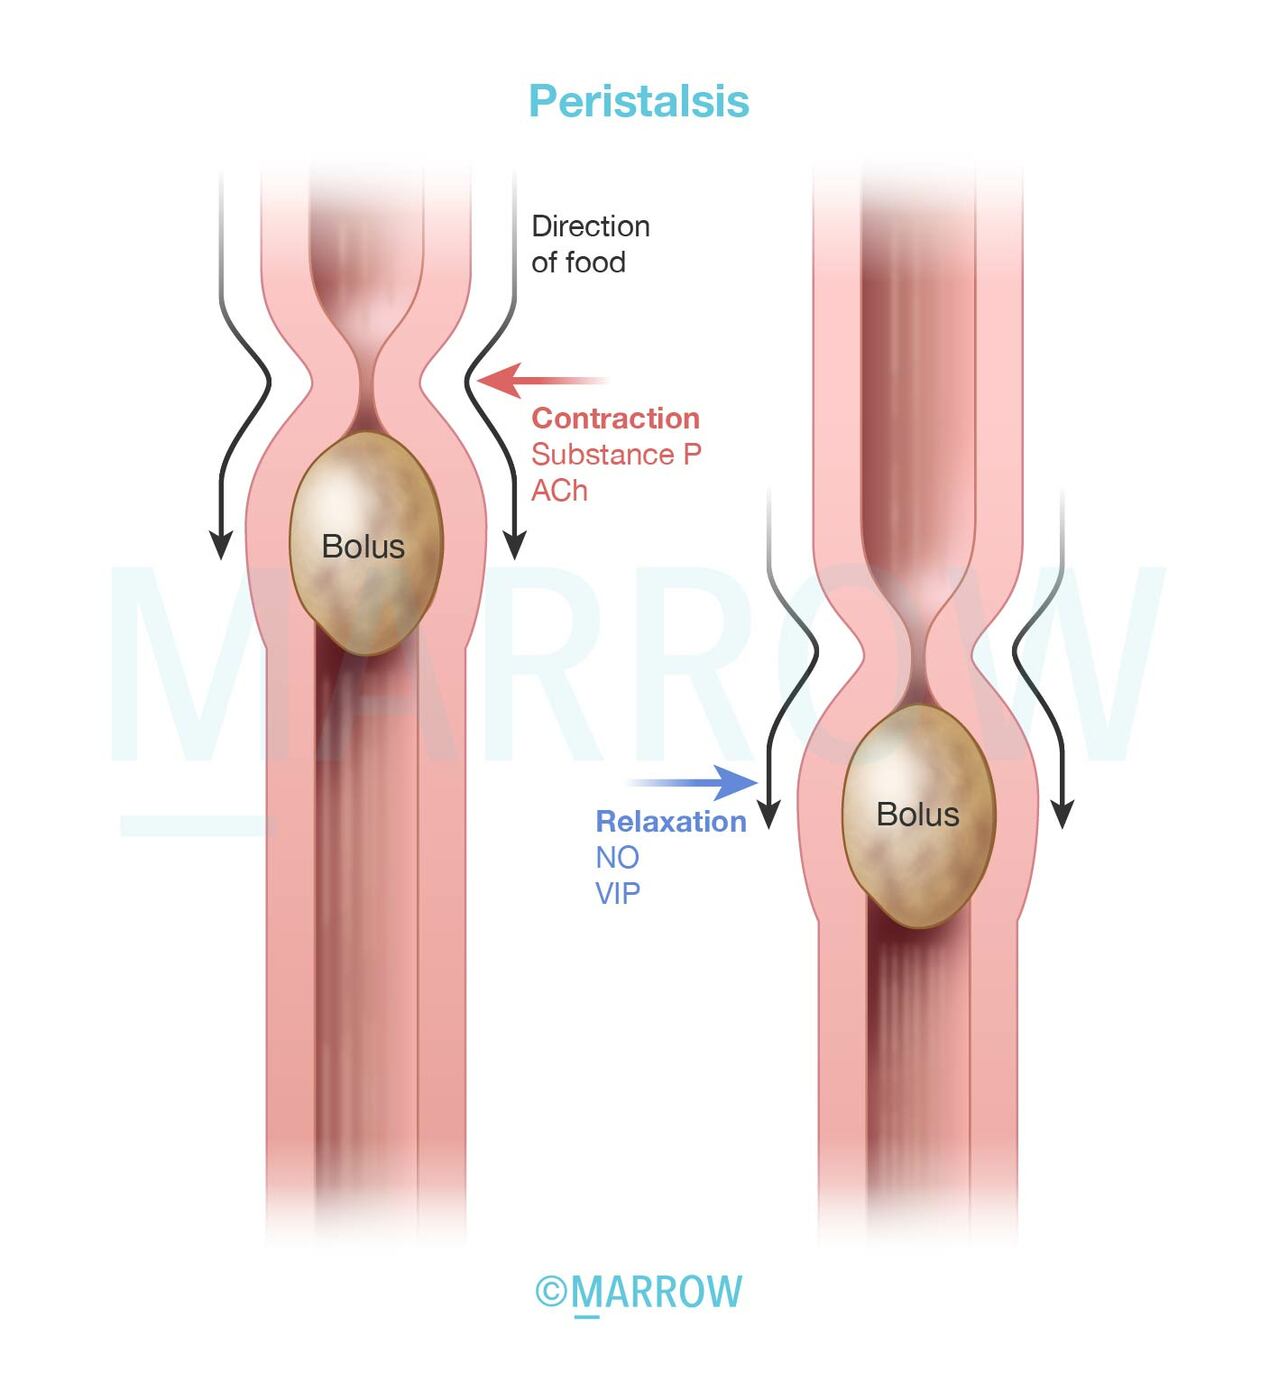 Peristalsis
Direction
of food
Contraction
Substance P
ACh
Bolus
Relaxation
NO
VIP
Bolus
MARROW
©MARROW